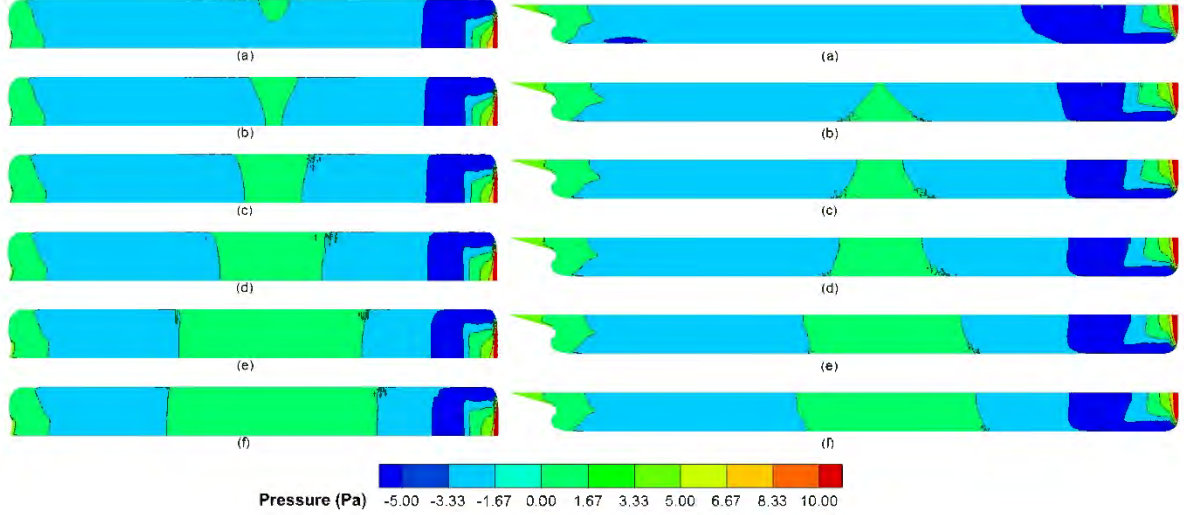 (a) (a)
(b) (b)
(c) (c)
(d) (d)
(e) (e)
(f) (f)
Pressure (Pa) -5.00 -3.33 -1.67 0.00 1.67 3.33 5.00 6.67 8.33 10.00